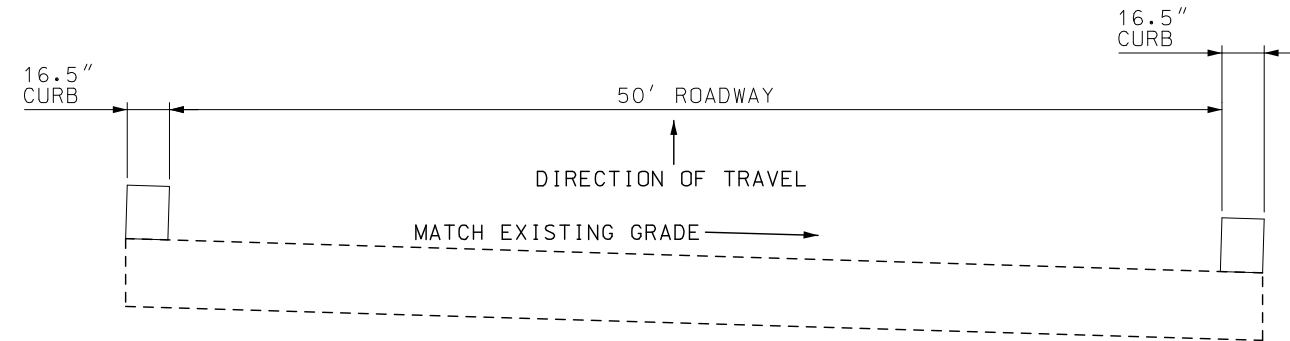 16.5"
CURB
16.5"
CURB
50' ROADWAY
DIRECTION OF TRAVEL
MATCH EXISTING GRADE